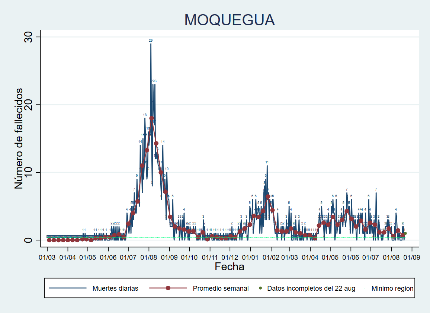 MOQUEGUA
Número de fallecidos
30
20
10
0
01/03 01/04 01/05 01/06 01/07 01/08 01/09 01/10 01/11 01/12 01/01 01/02 01/03 01/04 01/05 01/06 01/07 01/08 01/09
Fecha
Muertes diarias Promedio semanal Datos incompletos del 22 aug Minimo region